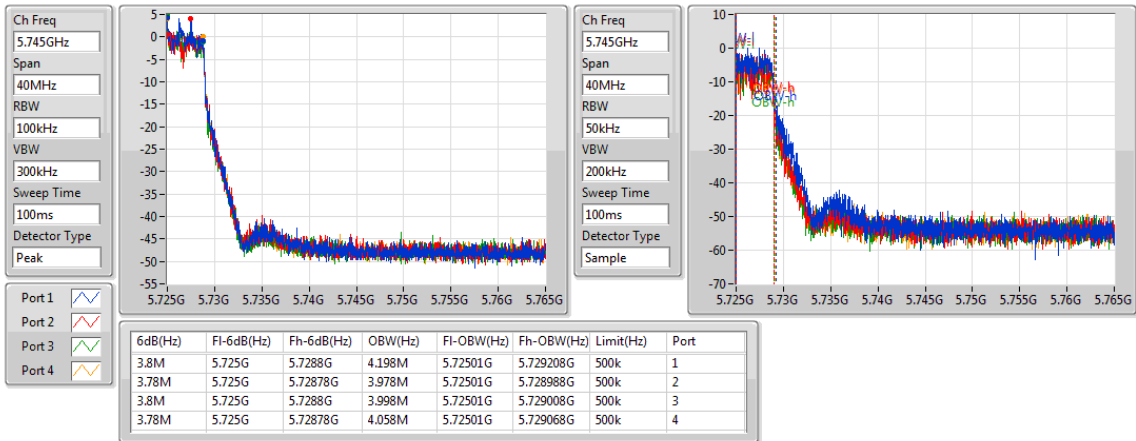 Ch Freq
5.745GHz
Span
40MHz
RBW
100kHz
VBW
300kHz
Sweep Time
100ms
Detector Type
Peak
5
0
-5
-10
-15
-20
-25
-30
-35
-40
-45
-50
-55
5.725G 5.73G 5.735G 5.74G 5.745G 5.75G 5.755G 5.76G 5.765G
Ch Freq
5.745GHz
Span
40MHz
RBW
50kHz
VBW
200kHz
Sweep Time
100ms
Detector Type
Sample
10
0
-10
-20
-30
-40
-50
-60
-70
OBW-h
OBW-h
OBW-h
5.725G 5.73G 5.735G 5.74G 5.745G 5.75G 5.755G 5.76G 5.765G
Port 1
Port 2
Port 3
Port 4
6dB(Hz) Fl-6dB(Hz) Fh-6dB(Hz) OBW(Hz) Fl-OBW(Hz) Fh-OBW(Hz) Limit(Hz) Port
3.8M 5.725G 5.7288G 4.198M 5.72501G 5.729208G 500k 1
3.78M 5.725G 5.72878G 3.978M 5.72501G 5.728988G 500k 2
3.8M 5.725G 5.7288G 3.998M 5.72501G 5.729008G 500k 3
3.78M 5.725G 5.72878G 4.058M 5.72501G 5.729068G 500k 4